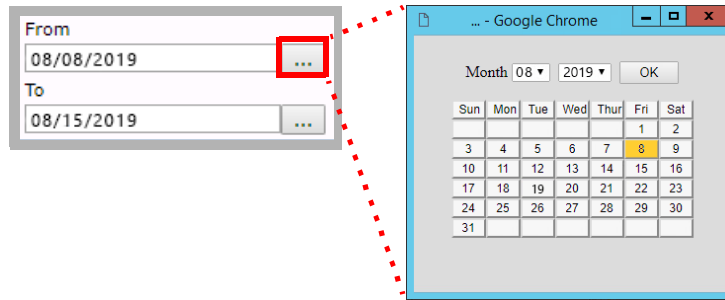 From
08/08/2019 ...
To
08/15/2019 ...
... - Google Chrome
Month 08 2019 OK
Sun Mon Tue Wed Thur Fri Sat
1 2
3 4 5 6 7 8 9
10 11 12 13 14 15 16
17 18 19 20 21 22 23
24 25 26 27 28 29 30
31